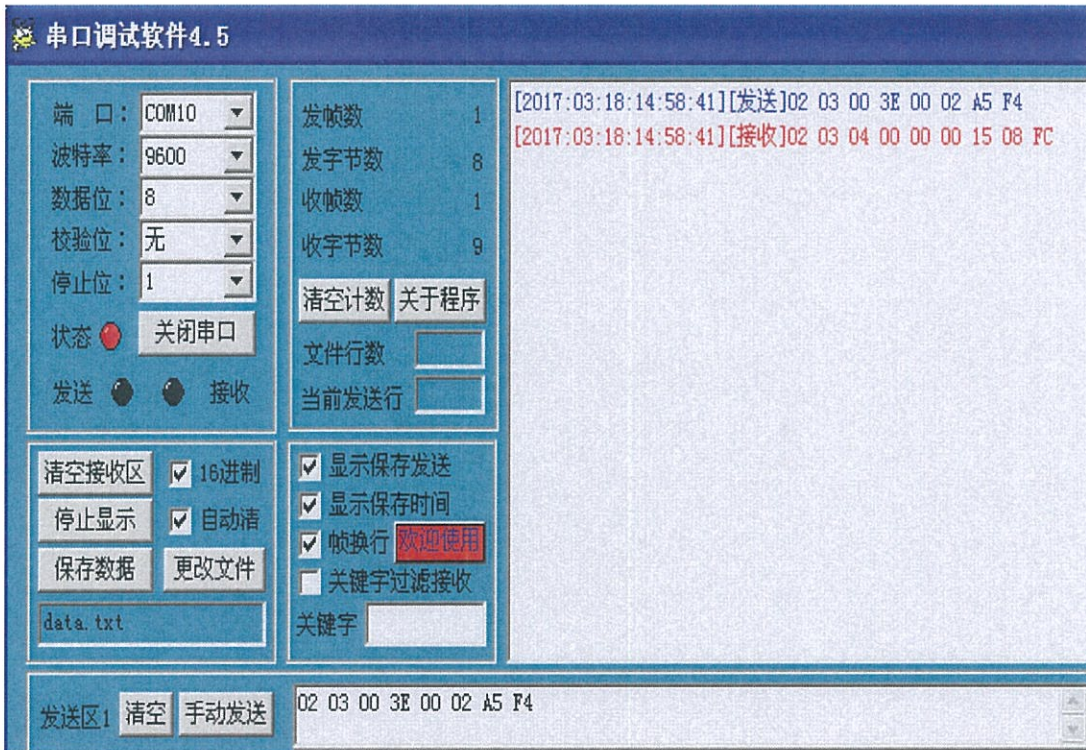 串口调试软件4.5
端 口： COM10
波特率： 9600
数据位： 8
校验位： 无
停止位： 1
状态 关闭串口
发送 接收
发帧数 1
发字节数 8
收帧数 1
收字节数 9
清空计数 关于程序
文件行数
当前发送行
[2017:03:18:14:58:41][发送]02 03 00 3E 00 02 A5 F4
[2017:03:18:14:58:41][接收]02 03 04 00 00 00 15 08 FC
清空接收区 16进制
停止显示 自动清
保存数据 更改文件
data.txt
显示保存发送
显示保存时间
帧换行 欢迎使用
关键字过滤接收
关键字
发送区1 清空 手动发送 02 03 00 3E 00 02 A5 F4